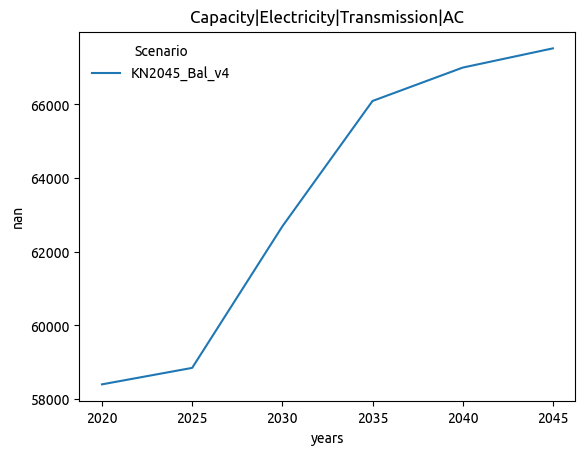 Capacity|Electricity|Transmission|AC
Scenario
KN2045_Bal_v4
66000
64000
62000
60000
58000
nan
2020 2025 2030 2035 2040 2045
years